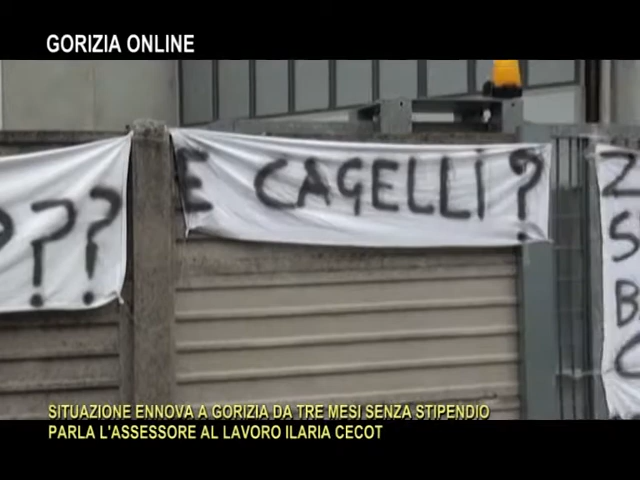 GORIZIA ONLINE
??
E CAGELLI?
Z
S
B
C
SITUAZIONE ENNOVA A GORIZIA DA TRE MESI SENZA STIPENDIO
PARLA L'ASSESSORE AL LAVORO ILARIA CECOT